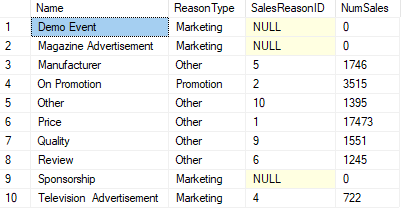 Name ReasonType SalesReasonID NumSales
1 Demo Event Marketing NULL 0
2 Magazine Advertisement Marketing NULL 0
3 Manufacturer Other 5 1746
4 On Promotion Promotion 2 3515
5 Other Other 10 1395
6 Price Other 1 17473
7 Quality Other 9 1551
8 Review Other 6 1245
9 Sponsorship Marketing NULL 0
10 Television Advertisement Marketing 4 722